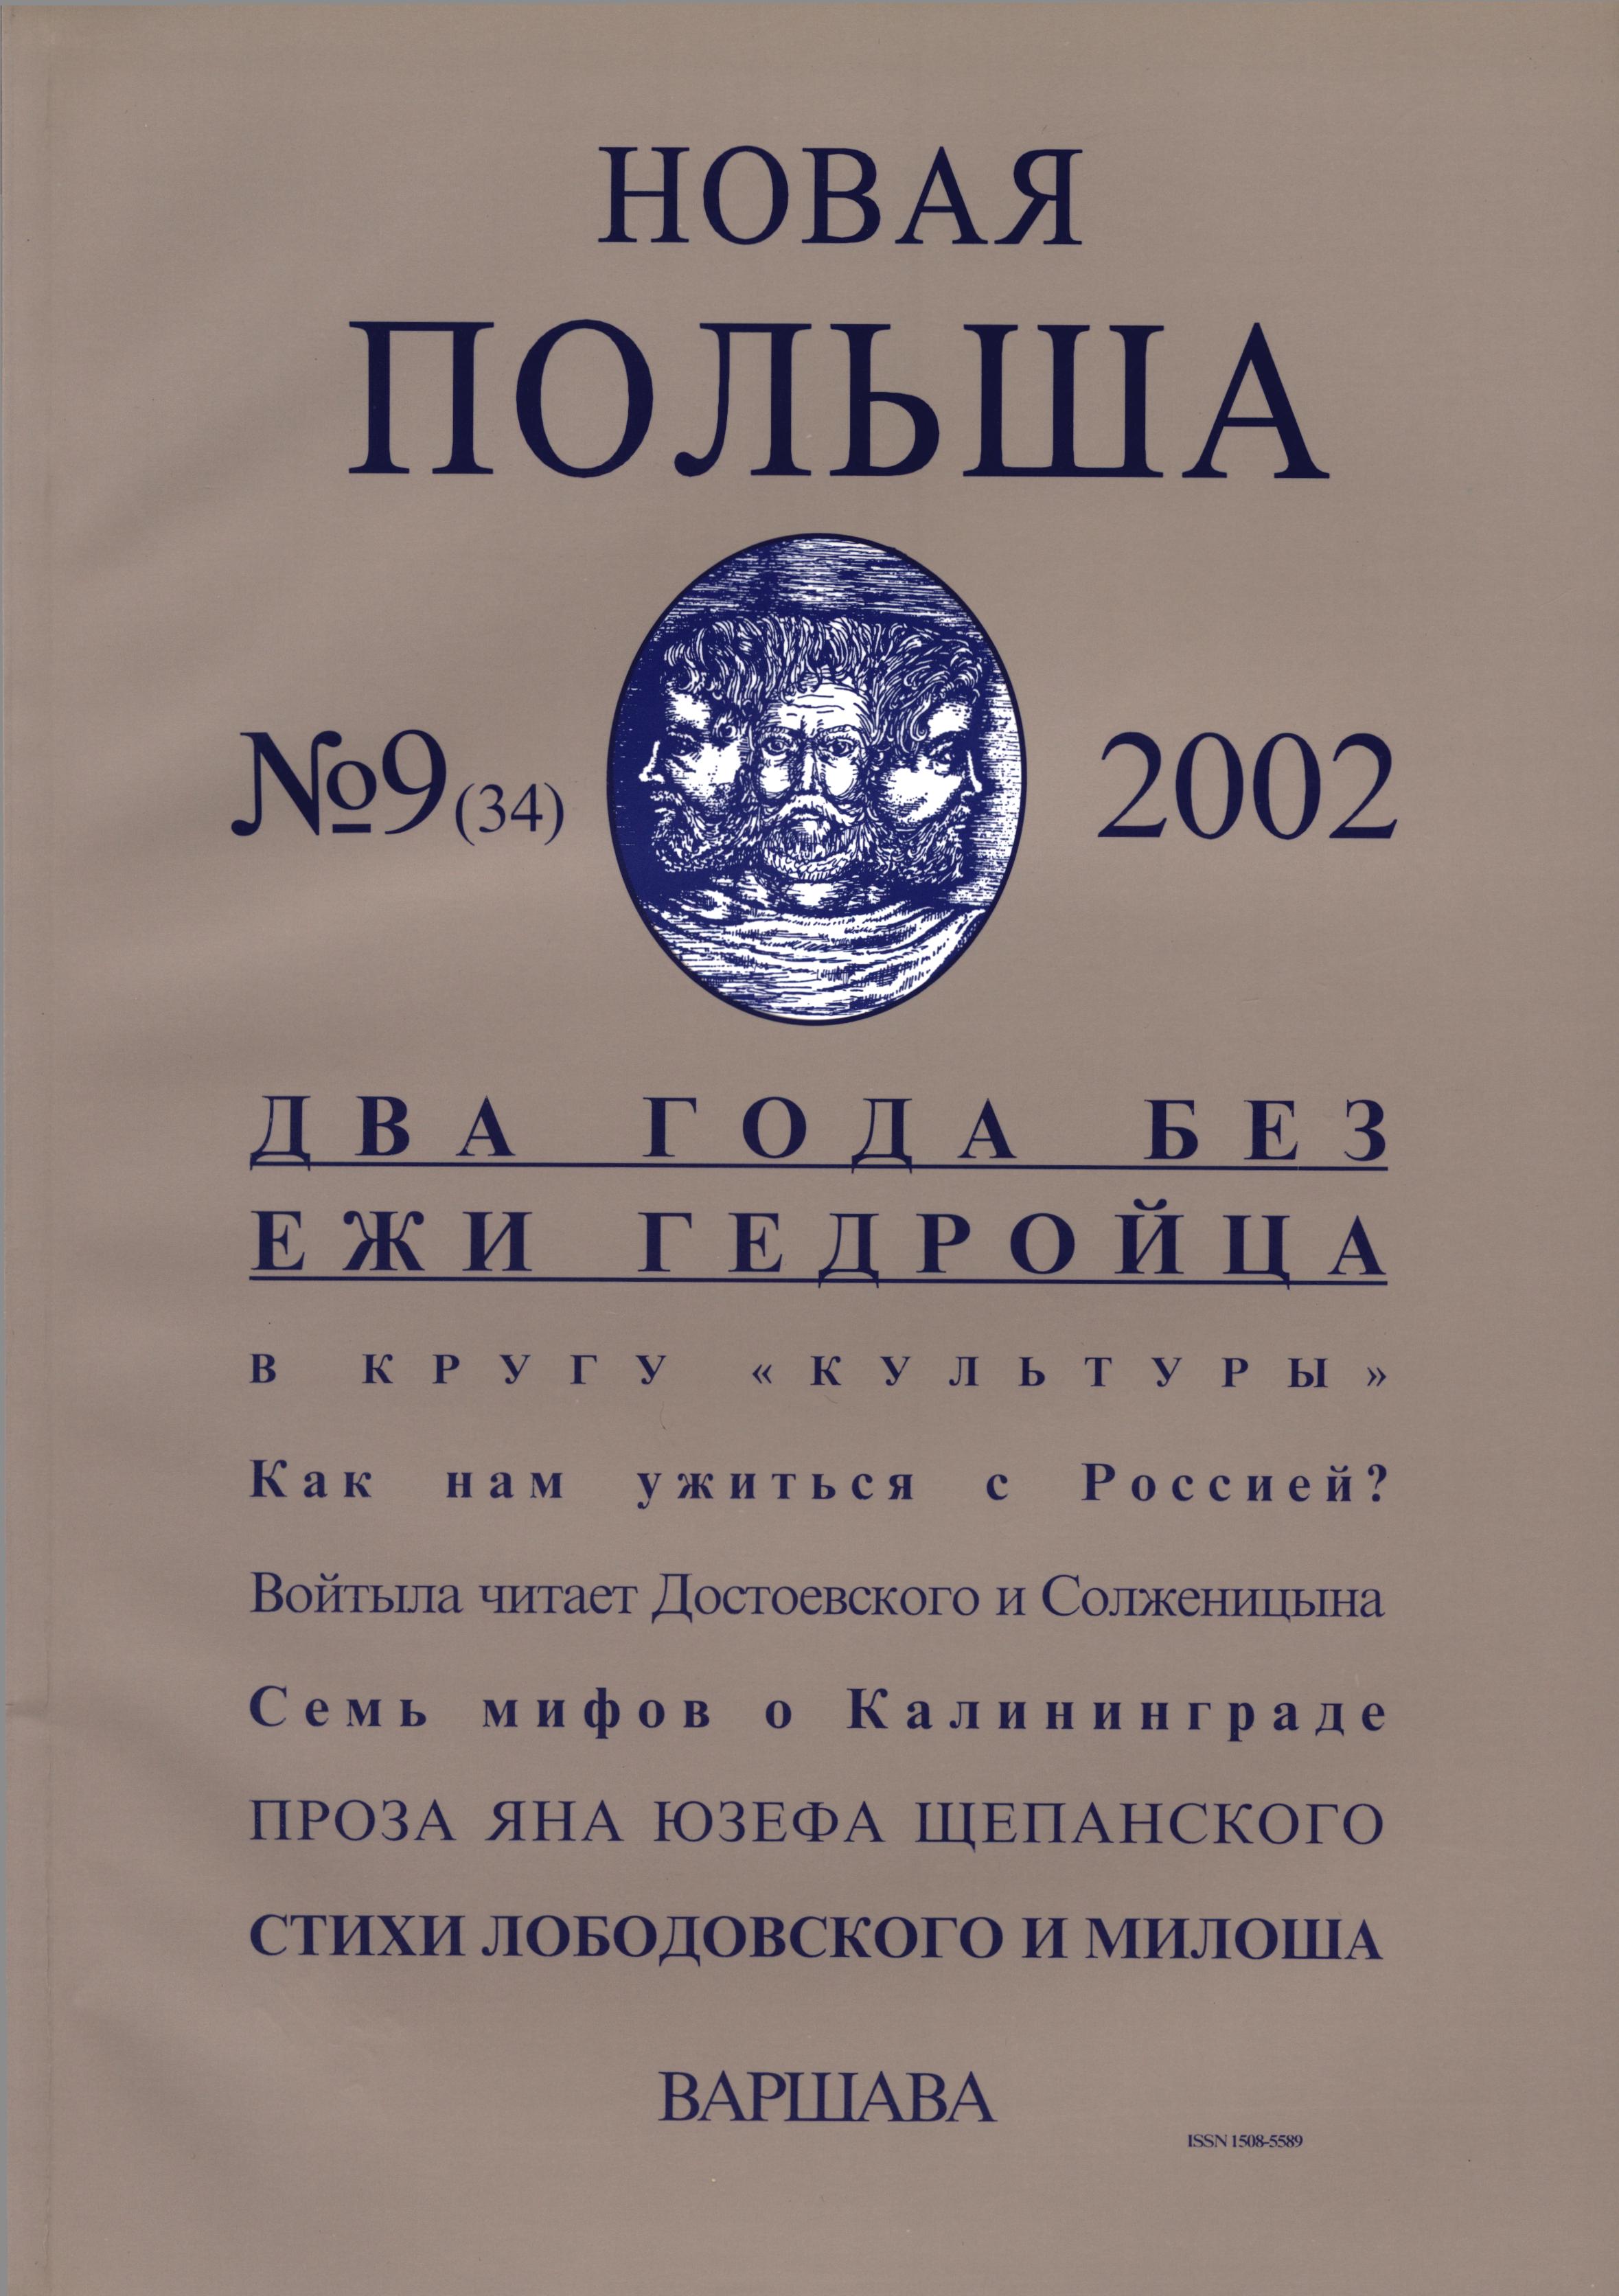 НОВАЯ
ПОЛЬША
№9(34) 2002
ДВА ГОДА БЕЗ
ЕЖИ ГЕДРОЙЦА
В КРУГУ «КУЛЬТУРЫ»
Как нам ужиться с Россией?
Войтыла читает Достоевского и Солженицына
Семь мифов о Калининграде
ПРОЗА ЯНА ЮЗЕФА ЩЕПАНСКОГО
СТИХИ ЛОБОДОВСКОГО И МИЛОША
ВАРШАВА
ISSN 1508-5589